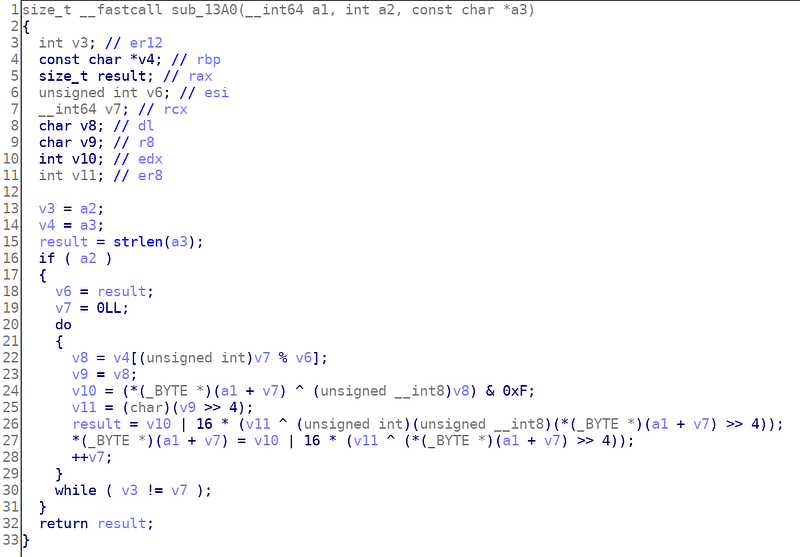 1 size_t __fastcall sub_13A0(__int64 a1, int a2, const char *a3)
2 {
3   int v3; // er12
4   const char *v4; // rbp
5   size_t result; // rax
6   unsigned int v6; // esi
7   __int64 v7; // rcx
8   char v8; // dl
9   char v9; // r8
10   int v10; // edx
11   int v11; // er8
12
13   v3 = a2;
14   v4 = a3;
15   result = strlen(a3);
16   if ( a2 )
17   {
18     v6 = result;
19     v7 = 0LL;
20     do
21     {
22       v8 = v4[(unsigned int)v7 % v6];
23       v9 = v8;
24       v10 = (*(_BYTE *)(a1 + v7) ^ (unsigned __int8)v8) & 0xF;
25       v11 = (char)(v9 >> 4);
26       result = v10 | 16 * (v11 ^ (unsigned int)(unsigned __int8)(*(_BYTE *)(a1 + v7) >> 4));
27       *(_BYTE *)(a1 + v7) = v10 | 16 * (v11 ^ (*(_BYTE *)(a1 + v7) >> 4));
28       ++v7;
29     }
30     while ( v3 != v7 );
31   }
32   return result;
33 }